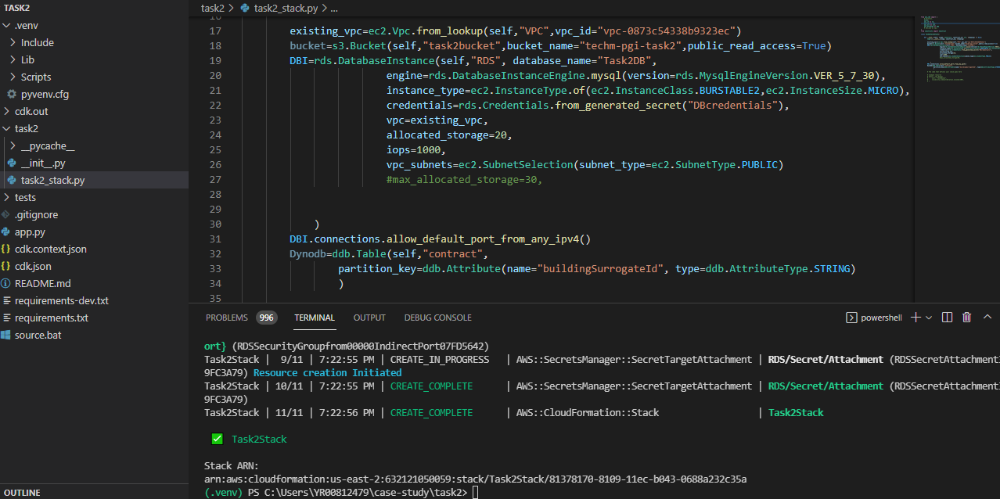 TASK2
.venv
Include
Lib
Scripts
pyvenv.cfg
cdk.out
task2
__pycache__
__init__.py
task2_stack.py
tests
.gitignore
app.py
cdk.context.json
cdk.json
README.md
requirements-dev.txt
requirements.txt
source.bat
OUTLINE
task2 > task2_stack.py > ...
16
17 existing_vpc=ec2.Vpc.from_lookup(self,"VPC",vpc_id="vpc-0873c54338b9323ec")
18 bucket=s3.Bucket(self,"task2bucket",bucket_name="techm-pgi-task2",public_read_access=True)
19 DBI=rds.DatabaseInstance(self,"RDS", database_name="Task2DB",
20 engine=rds.DatabaseInstanceEngine.mysql(version=rds.MysqlEngineVersion.VER_5_7_30),
21 instance_type=ec2.InstanceType.of(ec2.InstanceClass.BURSTABLE2,ec2.InstanceSize.MICRO),
22 credentials=rds.Credentials.from_generated_secret("DBcredentials"),
23 vpc=existing_vpc,
24 allocated_storage=20,
25 iops=1000,
26 vpc_subnets=ec2.SubnetSelection(subnet_type=ec2.SubnetType.PUBLIC)
27 #max_allocated_storage=30,
28
29
30 )
31 DBI.connections.allow_default_port_from_any_ipv4()
32 Dynodb=ddb.Table(self,"contract",
33 partition_key=ddb.Attribute(name="buildingSurrogateId", type=ddb.AttributeType.STRING)
34 )
35
PROBLEMS 996 TERMINAL OUTPUT DEBUG CONSOLE powershell
ort} (RDSSecurityGroupfrom00000IndirectPort07FD5642)
Task2Stack | 9/11 | 7:22:55 PM | CREATE_IN_PROGRESS | AWS::SecretsManager::SecretTargetAttachment | RDS/Secret/Attachment (RDSSecretAttachment
9FC3A79) Resource creation Initiated
Task2Stack | 10/11 | 7:22:55 PM | CREATE_COMPLETE | AWS::SecretsManager::SecretTargetAttachment | RDS/Secret/Attachment (RDSSecretAttachment
9FC3A79)
Task2Stack | 11/11 | 7:22:56 PM | CREATE_COMPLETE | AWS::CloudFormation::Stack | Task2Stack
✅ Task2Stack
Stack ARN:
arn:aws:cloudformation:us-east-2:632121050059:stack/Task2Stack/81378170-8109-11ec-b043-0688a232c35a
(.venv) PS C:\Users\YR00812479\case-study\task2>